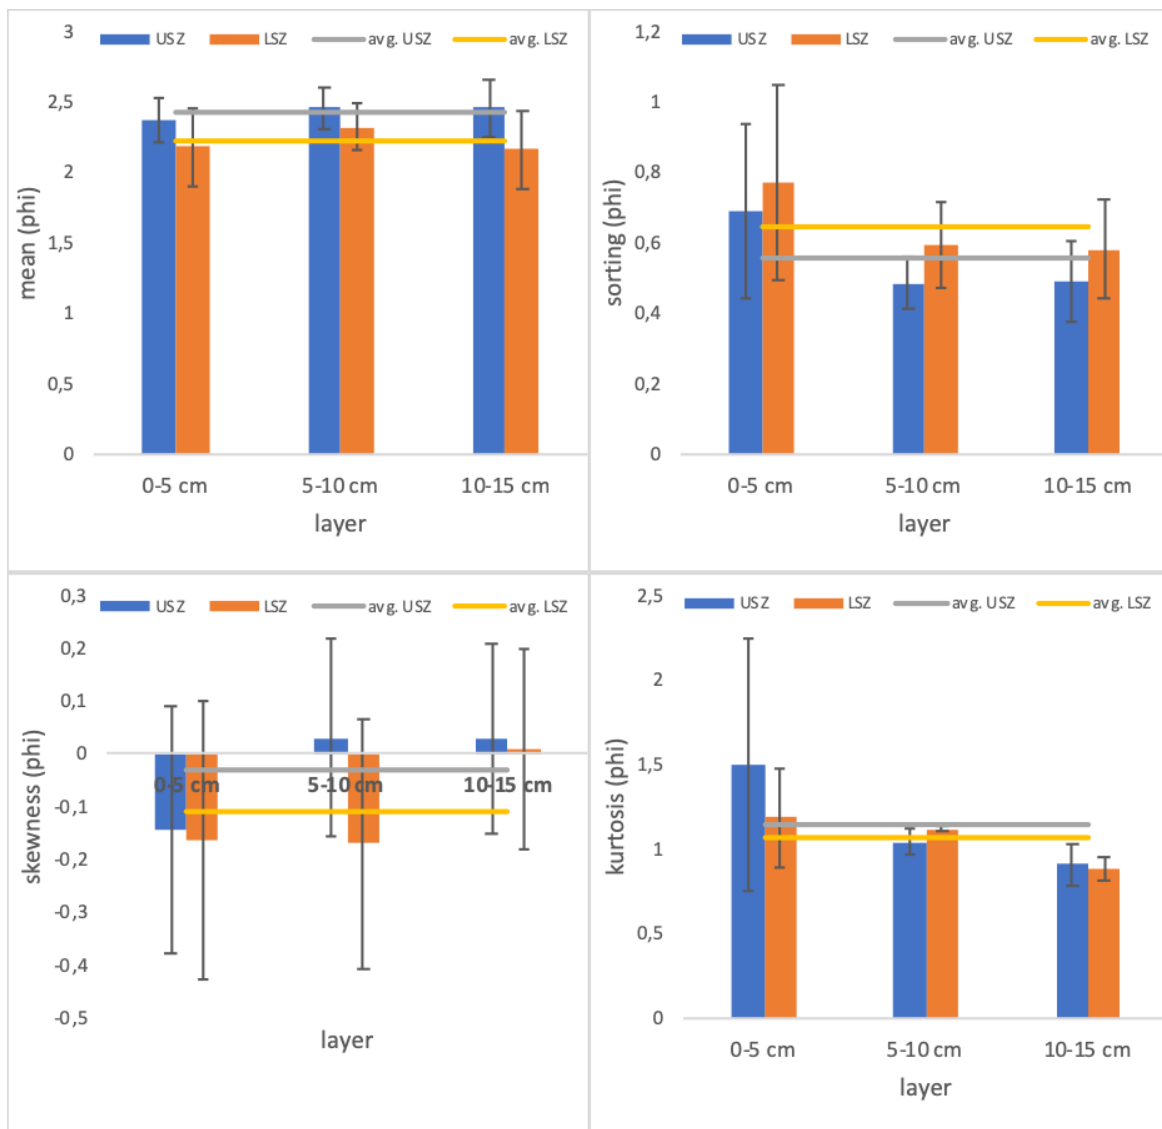 USZ LSZ avg. USZ avg. LSZ
3
2,5
2
1,5
1
0,5
0
mean (phi)
0-5 cm 5-10 cm 10-15 cm
layer
USZ LSZ avg. USZ avg. LSZ
1,2
1
0,8
0,6
0,4
0,2
0
sorting (phi)
0-5 cm 5-10 cm 10-15 cm
layer
USZ LSZ avg. USZ avg. LSZ
0,3
0,2
0,1
0
-0,1
-0,2
-0,3
-0,4
-0,5
skewness (phi)
0-5 cm 5-10 cm 10-15 cm
layer
USZ LSZ avg. USZ avg. LSZ
2,5
2
1,5
1
0,5
0
kurtosis (phi)
0-5 cm 5-10 cm 10-15 cm
layer